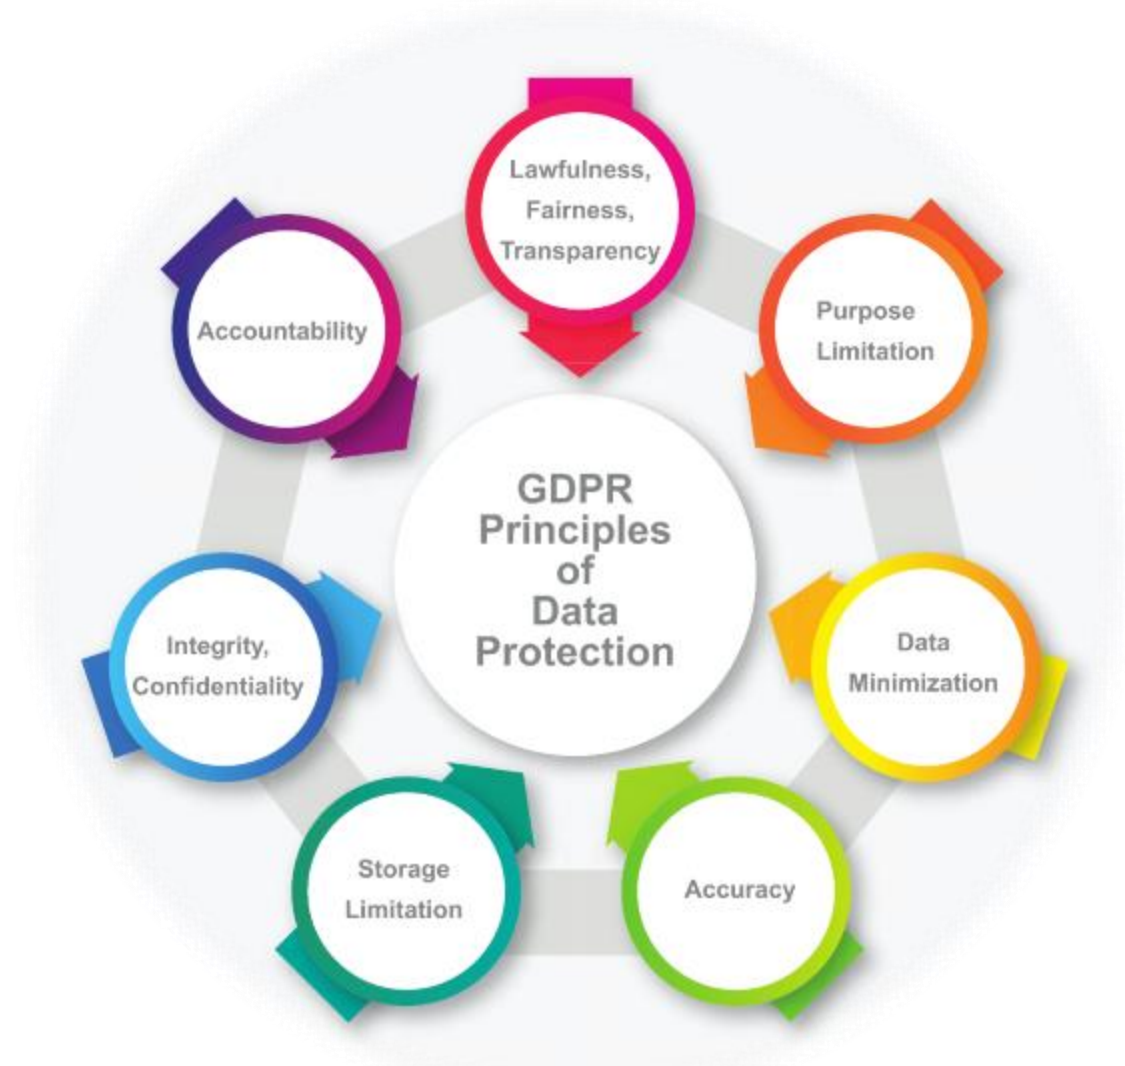 Lawfulness,
Fairness,
Transparency
Purpose
Limitation
Data
Minimization
Accuracy
Storage
Limitation
Integrity,
Confidentiality
Accountability
GDPR
Principles
of
Data
Protection